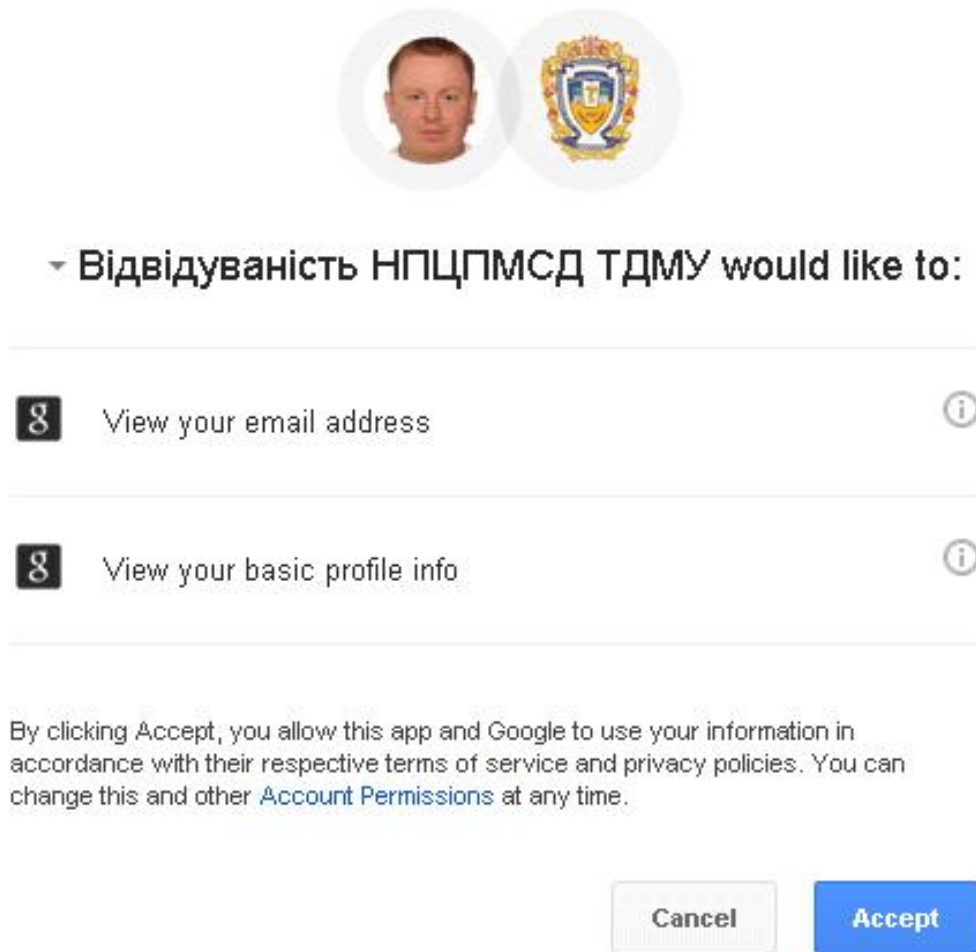 Відвідуваність НПЦПМСД ТДМУ would like to:
View your email address
View your basic profile info
By clicking Accept, you allow this app and Google to use your information in
accordance with their respective terms of service and privacy policies. You can
change this and other Account Permissions at any time.
Cancel
Accept